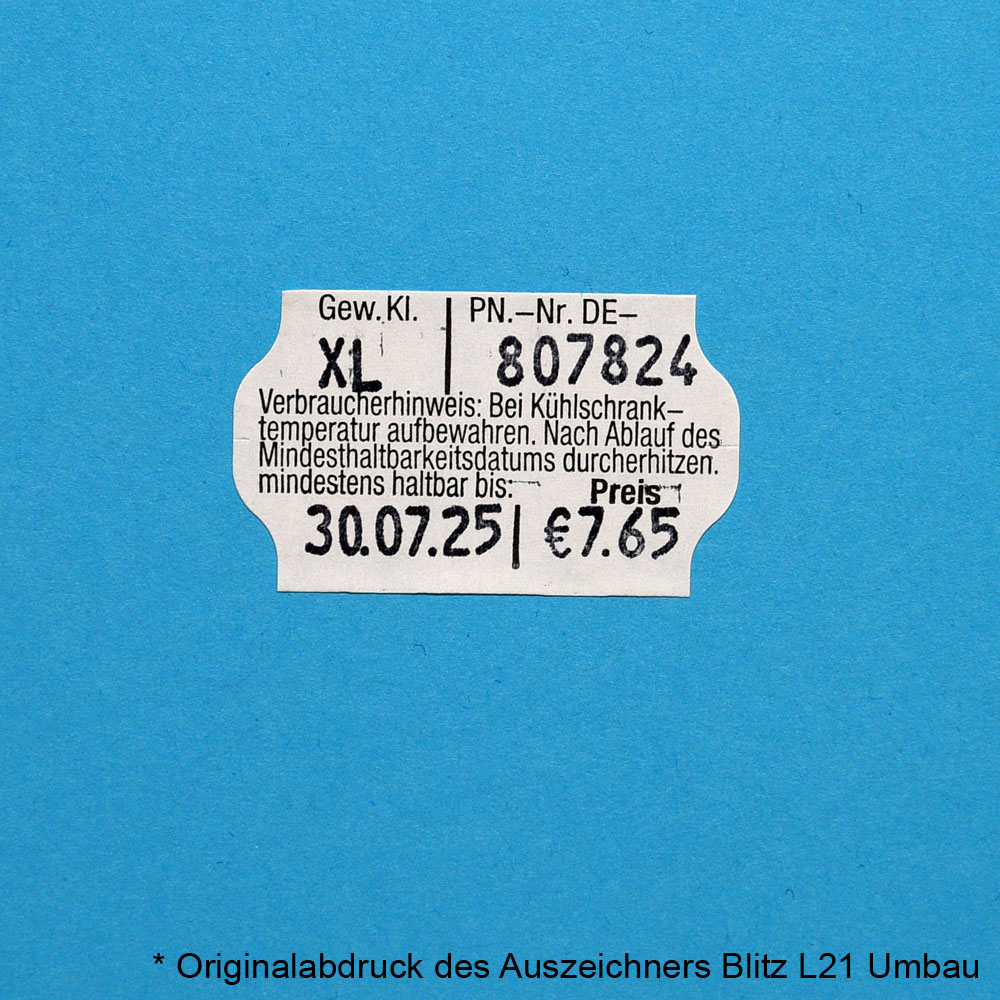 Gew. Kl. | PN.–Nr. DE–
XL 807824
Verbraucherhinweis: Bei Kühlschrank–
temperatur aufbewahren. Nach Ablauf des
Mindesthaltbarkeitsdatums durcherhitzen.
mindestens haltbar bis: Preis
30.07.25 | €7.65
* Originalabdruck des Auszeichners Blitz L21 Umbau